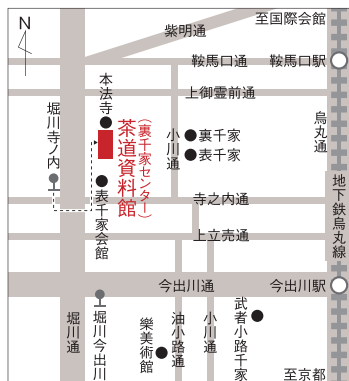 N
紫明通
至国際会館
鞍馬口通
鞍馬口駅
上御霊前通
本法寺
堀川寺ノ内
茶道資料館
（裏千家センター）
小川通
裏千家
表千家
烏丸通
表千家会館
寺之内通
上立売通
地下鉄烏丸線
今出川通
今出川駅
堀川通
堀川今出川
樂美術館
油小路通
小川通
武者小路千家
至京都